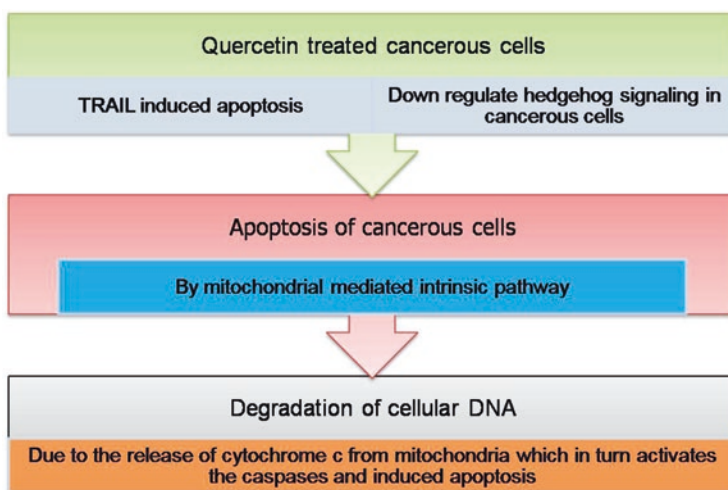 Quercetin treated cancerous cells
TRAIL induced apoptosis
Down regulate hedgehog signaling in
cancerous cells
Apoptosis of cancerous cells
By mitochondrial mediated intrinsic pathway
Degradation of cellular DNA
Due to the release of cytochrome c from mitochondria which in turn activates
the caspases and induced apoptosis